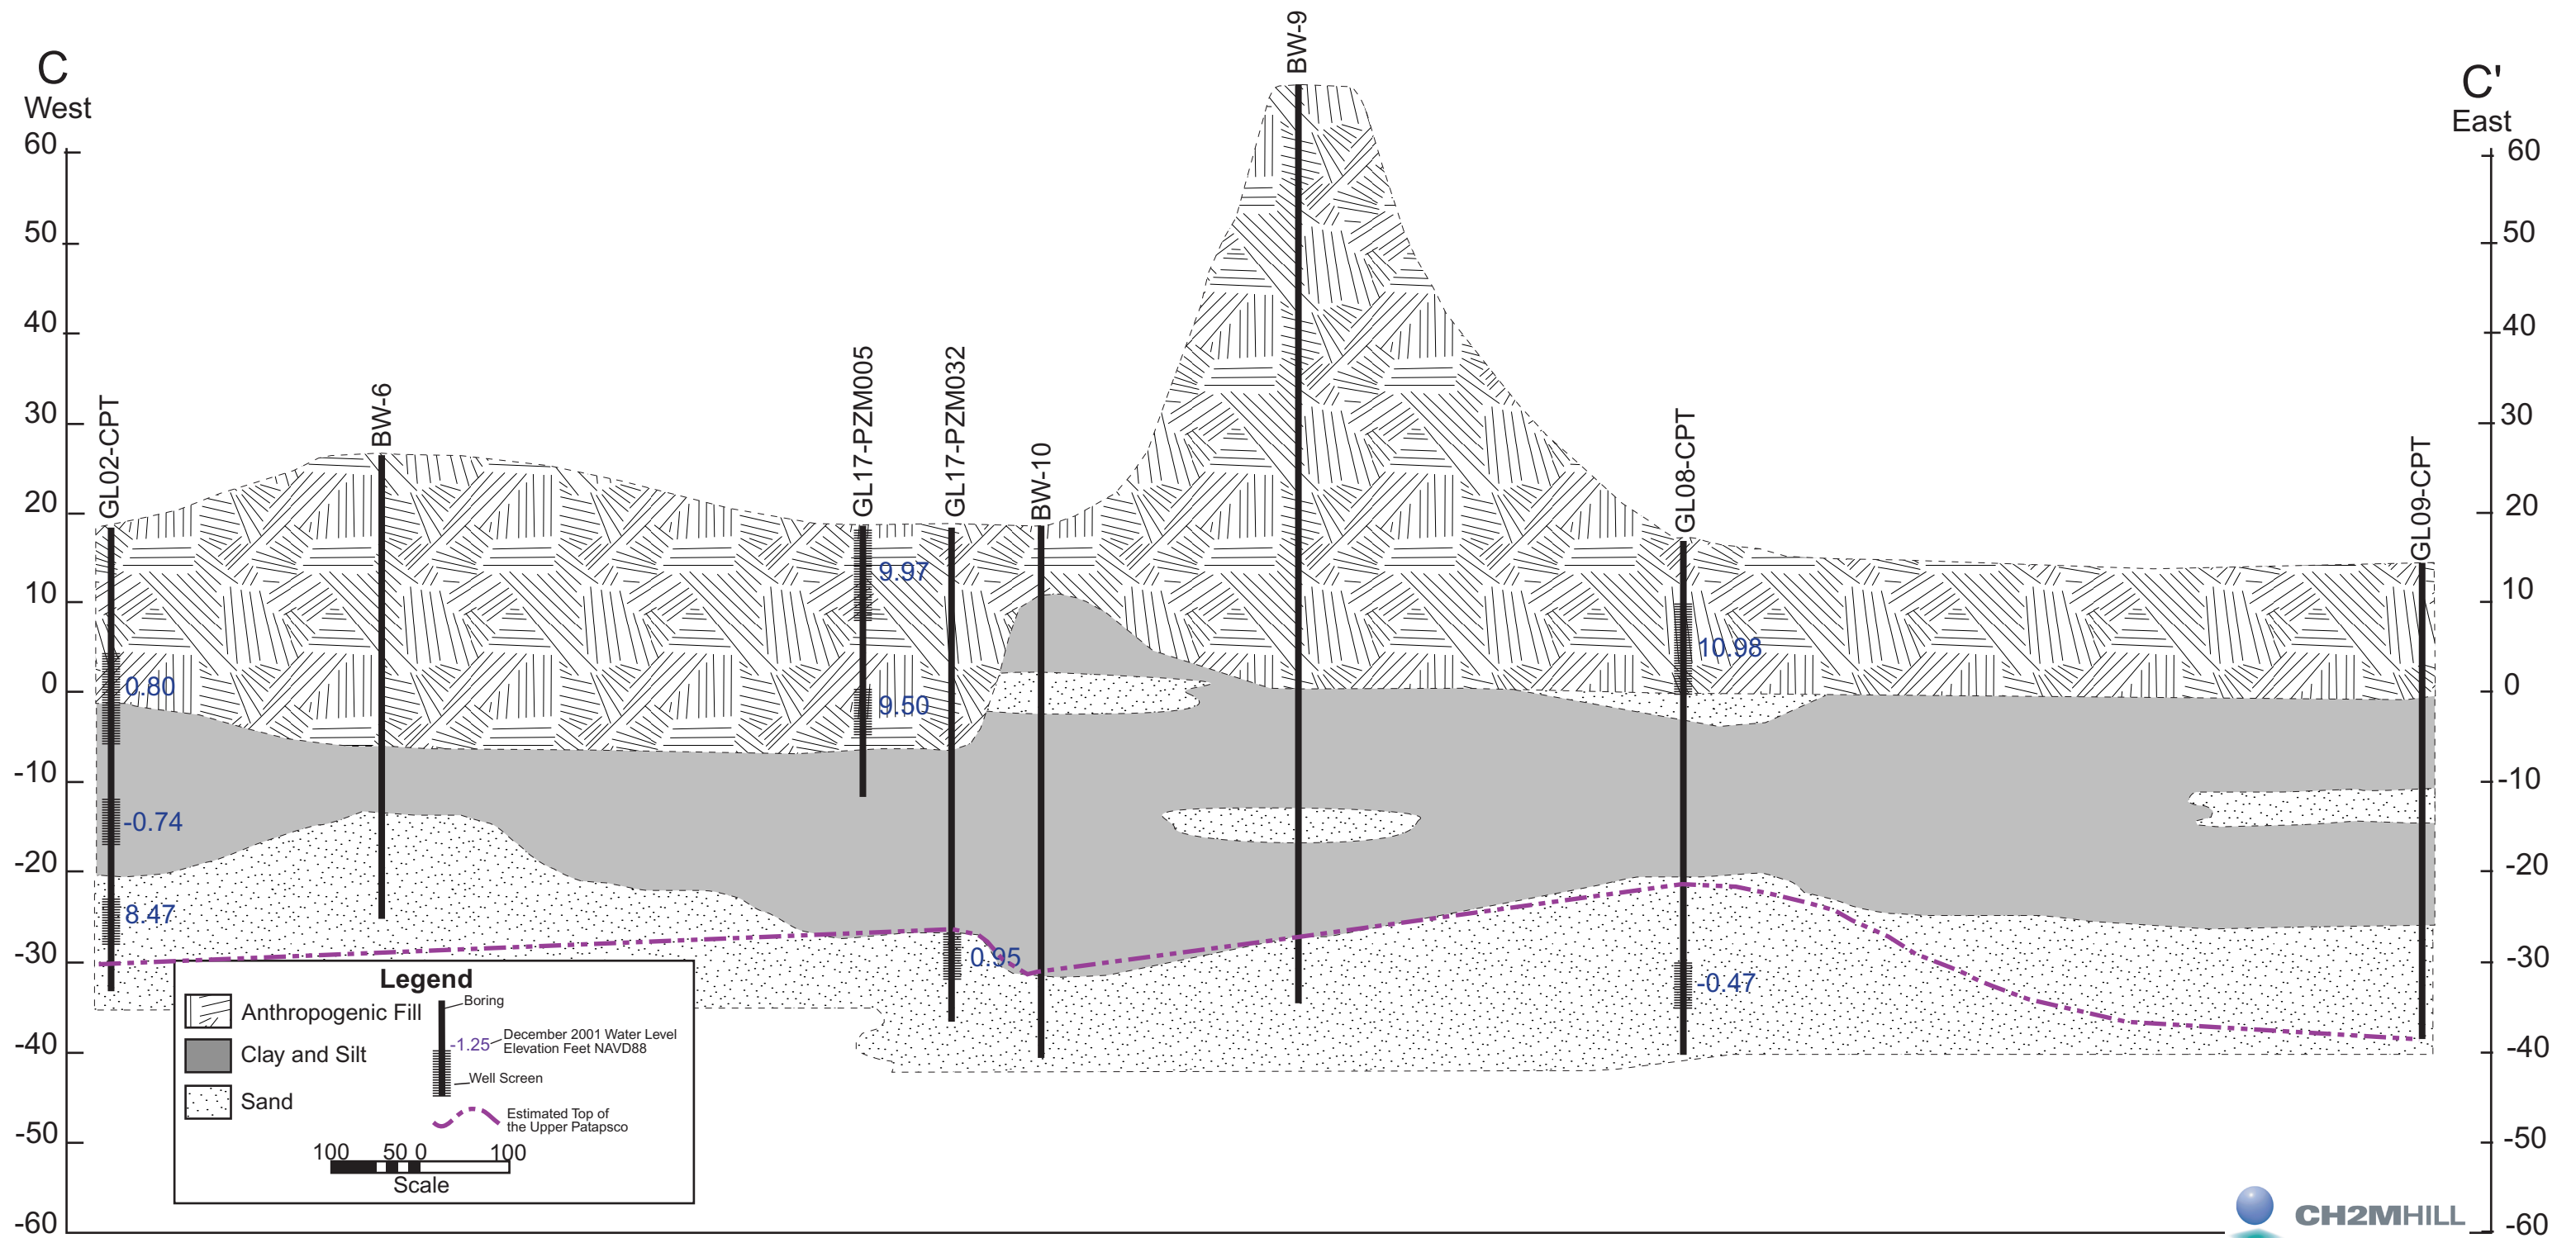 C
West
60
50
40
30
20
10
0
-10
-20
-30
-40
-50
-60
GL02-CPT
BW-6
GL17-PZM005
GL17-PZM032
BW-10
BW-9
GL08-CPT
GL09-CPT
C'
East
60
50
40
30
20
10
0
-10
-20
-30
-40
-50
-60
0.80
-0.74
8.47
9.97
9.50
0.95
10.98
-0.47
Legend
Anthropogenic Fill
Clay and Silt
Sand
Boring
-1.25
December 2001 Water Level
Elevation Feet NAVD88
Well Screen
Estimated Top of
the Upper Patapsco
100 50 0 100
Scale
CH2MHILL